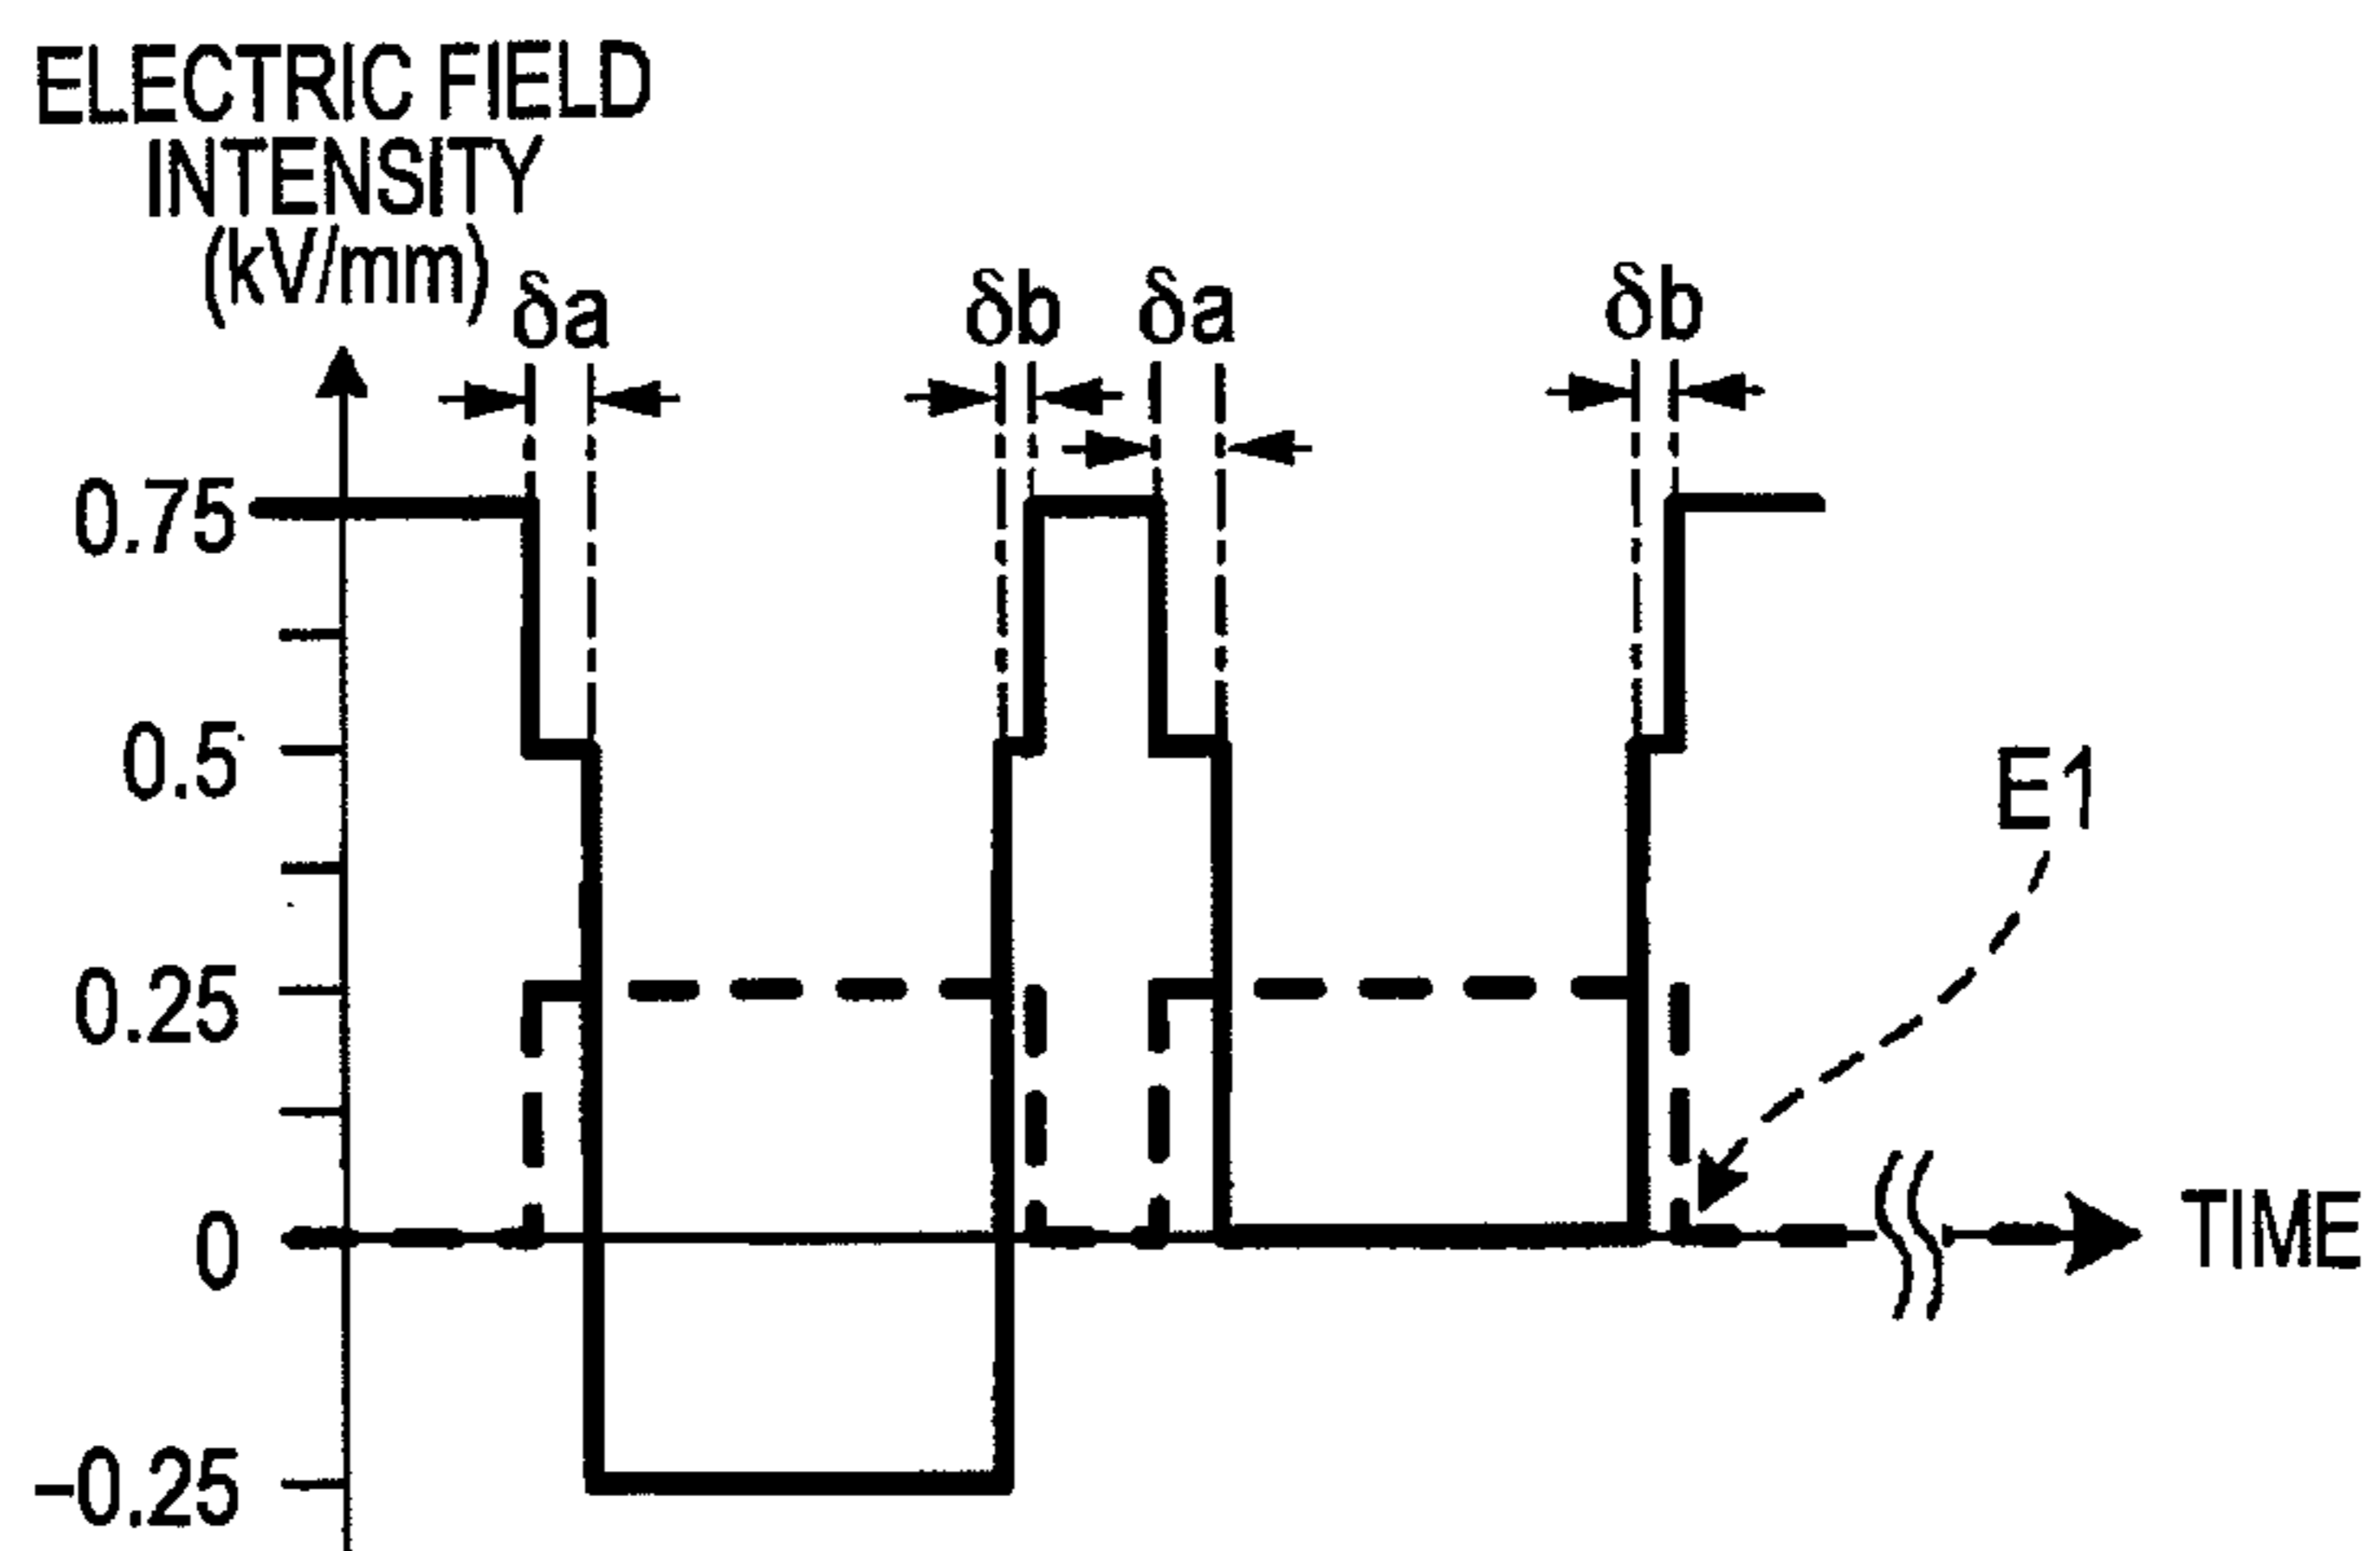 ELECTRIC FIELD
INTENSITY
(kV/mm)
δa
δb
δa
δb
0.75
0.5
E1
0.25
0
TIME
−0.25